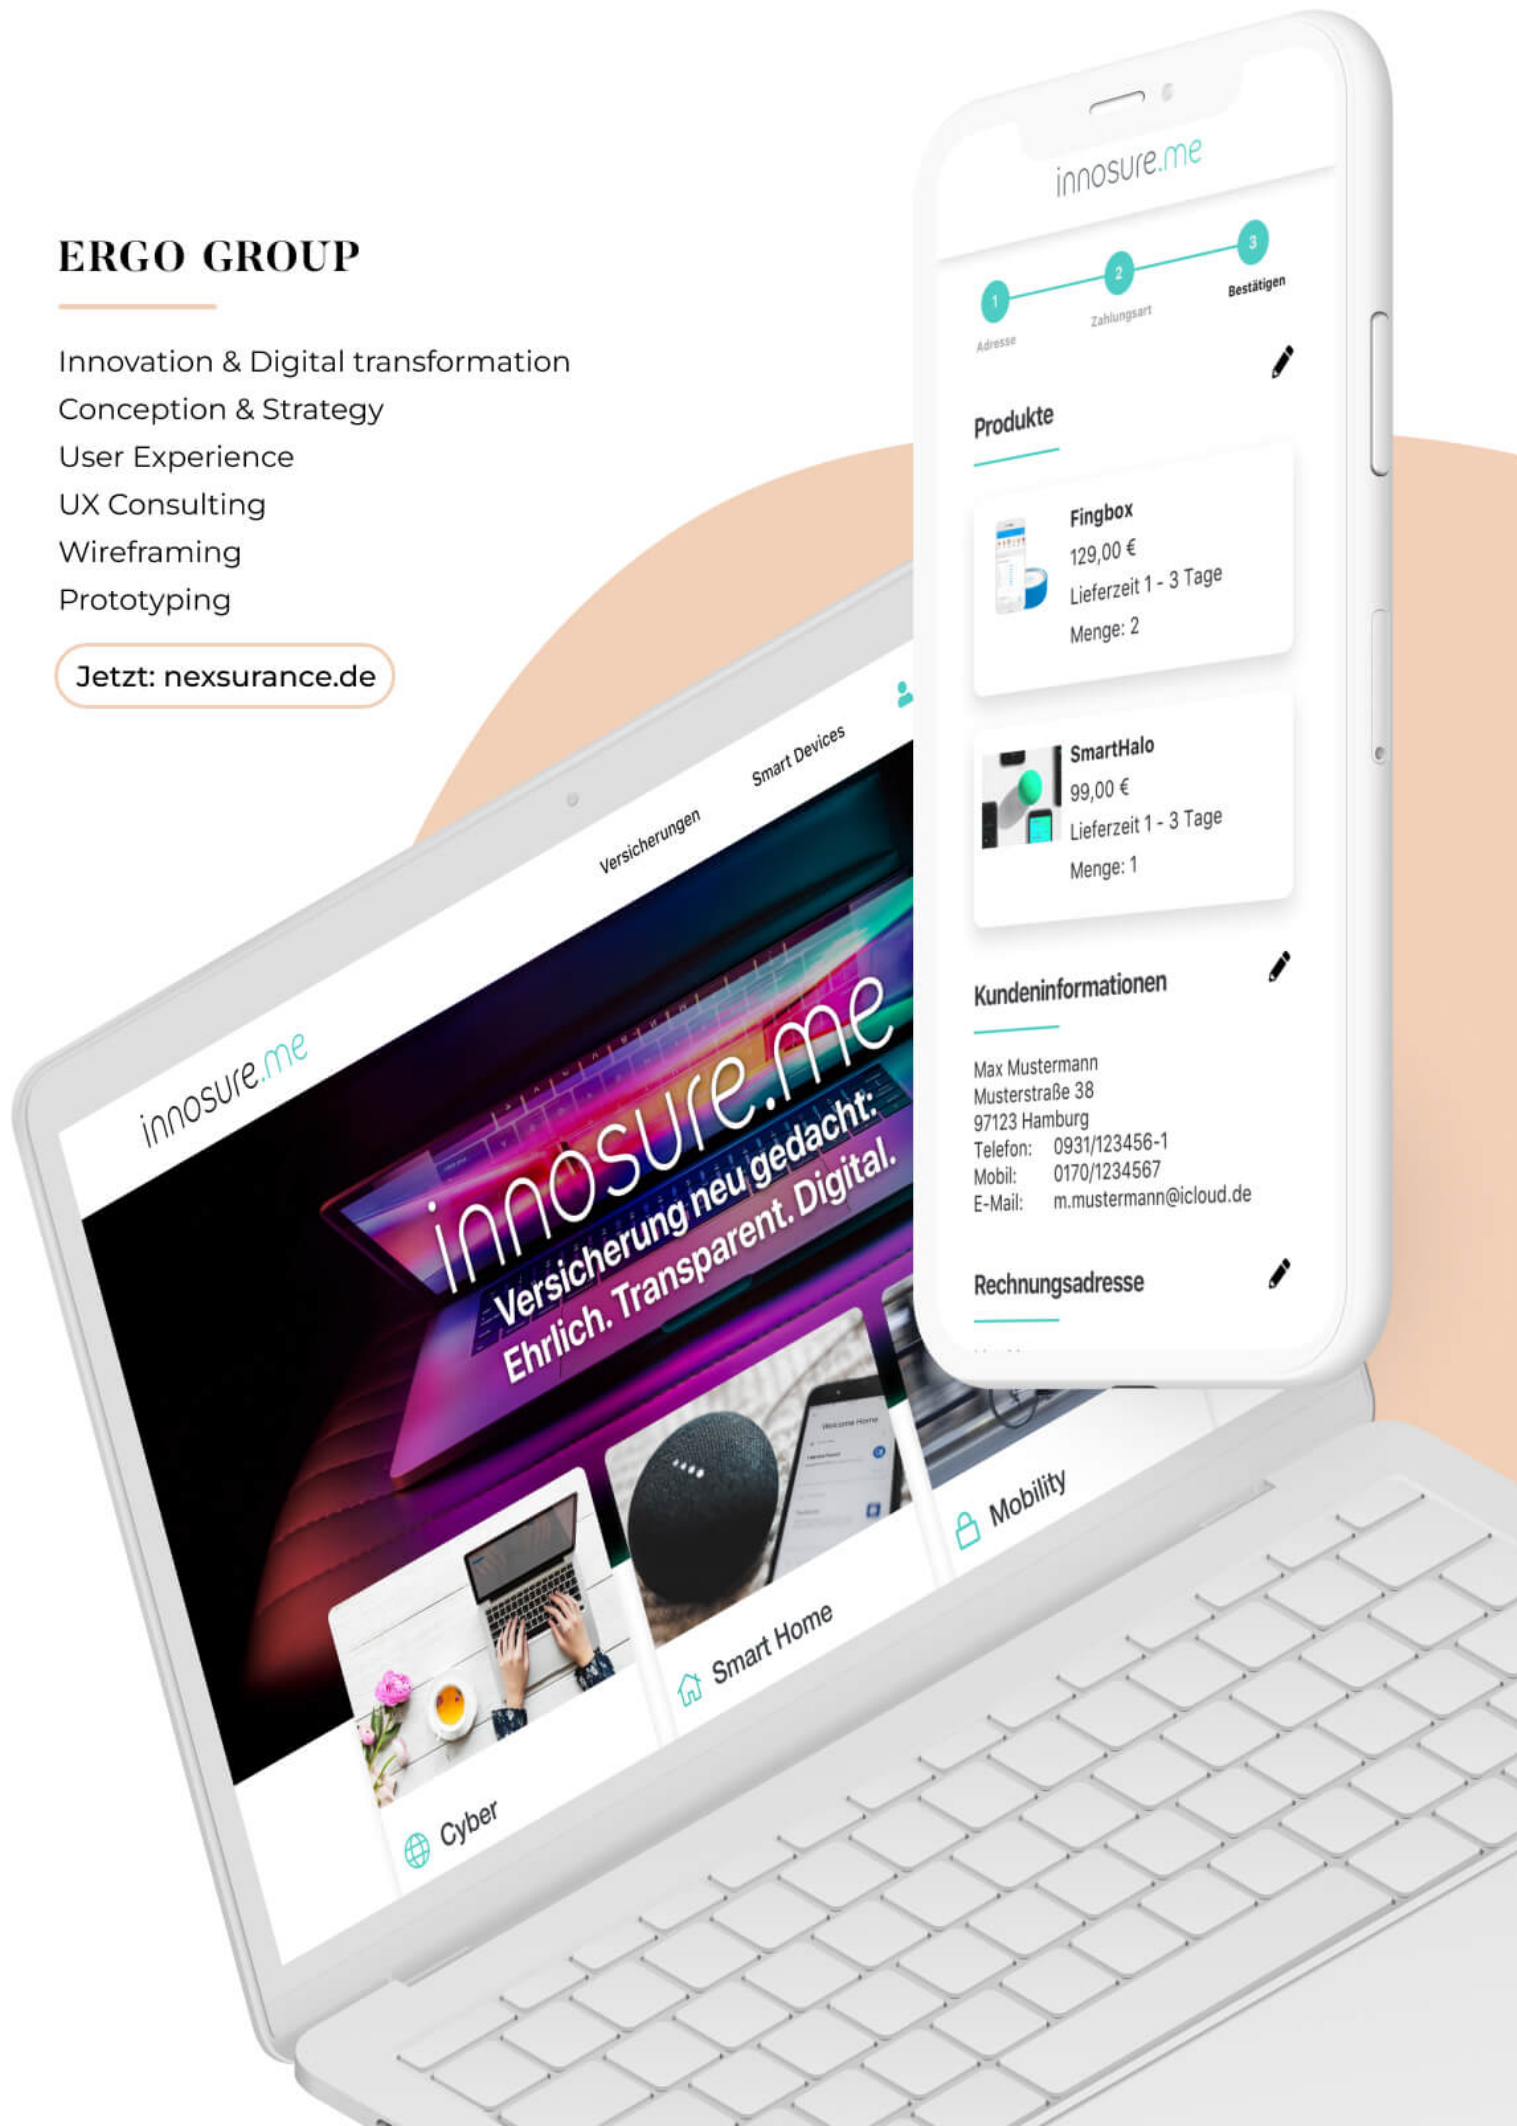 ERGO GROUP
Innovation & Digital transformation
Conception & Strategy
User Experience
UX Consulting
Wireframing
Prototyping
Jetzt: nexsurance.de
innosure.me
1
2
3
Adresse
Zahlungsart
Bestätigen
Produkte
Fingbox
129,00 €
Lieferzeit 1 - 3 Tage
Menge: 2
SmartHalo
99,00 €
Lieferzeit 1 - 3 Tage
Menge: 1
Kundeninformationen
Max Mustermann
Musterstraße 38
97123 Hamburg
Telefon: 0931/123456-1
Mobil: 0170/1234567
E-Mail: m.mustermann@icloud.de
Rechnungsadresse
innosure.me
Versicherungen
Smart Devices
innosure.me
Versicherung neu gedacht:
Ehrlich. Transparent. Digital.
Welcome Home
Cyber
Smart Home
Mobility